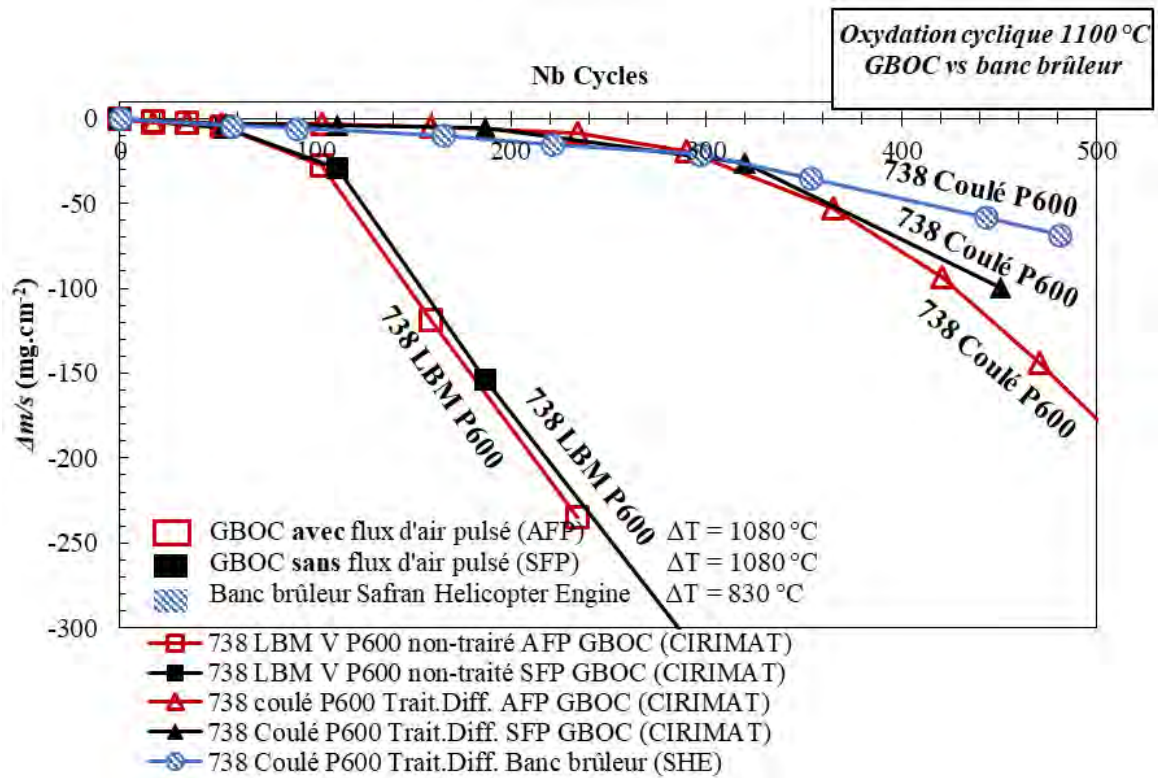 Oxydation cyclique 1100 °C
GBOC vs banc brûleur
Nb Cycles
0
-50
-100
-150
-200
-250
-300
0
100
200
300
400
500
Δm/s (mg.cm-2)
738 Coulé P600
738 Coulé P600
738 Coulé P600
738 LBM P600
738 LBM P600
GBOC avec flux d'air pulsé (AFP) ΔT = 1080 °C
GBOC sans flux d'air pulsé (SFP) ΔT = 1080 °C
Banc brûleur Safran Helicopter Engine ΔT = 830 °C
738 LBM V P600 non-trairé AFP GBOC (CIRIMAT)
738 LBM V P600 non-traité SFP GBOC (CIRIMAT)
738 coulé P600 Trait.Diff. AFP GBOC (CIRIMAT)
738 Coulé P600 Trait.Diff. SFP GBOC (CIRIMAT)
738 Coulé P600 Trait.Diff. Banc brûleur (SHE)